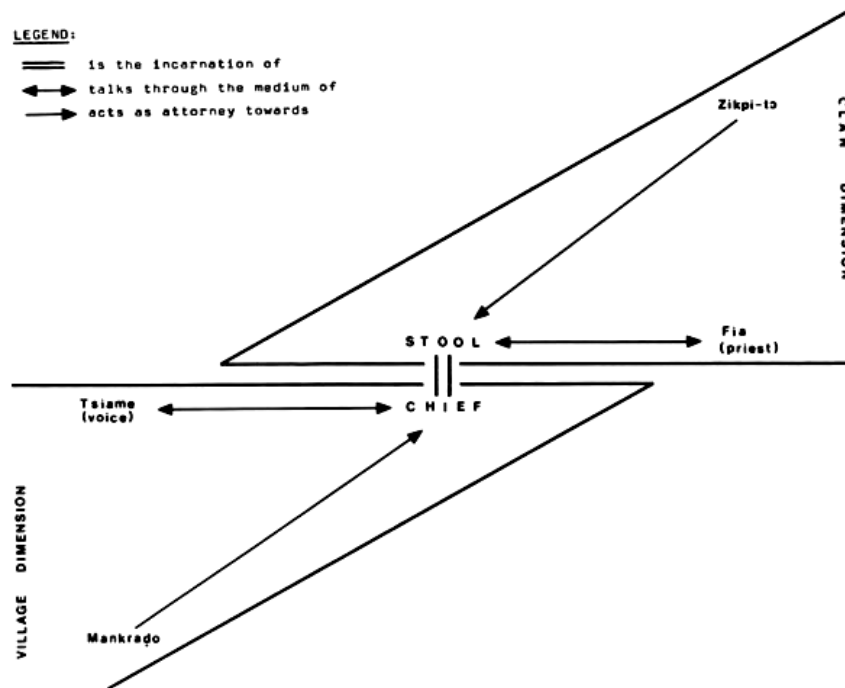 LEGEND:
is the incarnation of
talks through the medium of
acts as attorney towards
Zikpi-tɔ
CLAN DIMENSION
STOOL
Fia
(priest)
Tsiame
(voice)
CHIEF
VILLAGE DIMENSION
Mankraḍo